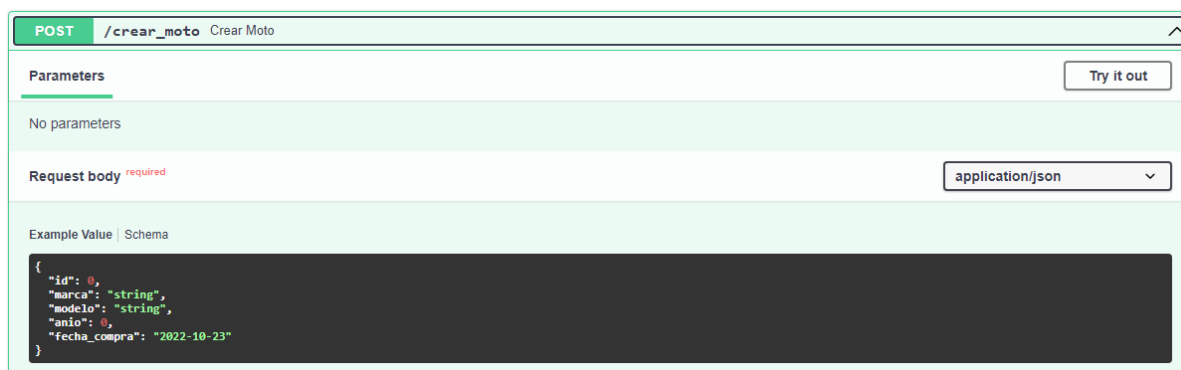 POST /crear_moto Crear Moto
Parameters
Try it out
No parameters
Request body required
application/json
Example Value | Schema
{
"id": 0,
"marca": "string",
"modelo": "string",
"anio": 0,
"fecha_compra": "2022-10-23"
}